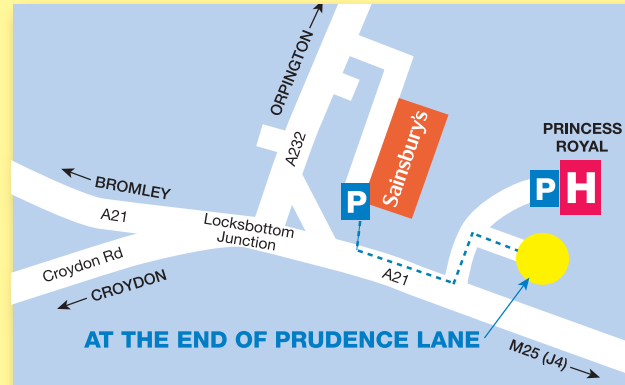 ORPINGTON
A232
Sainsbury's
PRINCESS
ROYAL
P
H
P
BROMLEY
A21
Locksbottom
Junction
Croydon Rd
CROYDON
A21
AT THE END OF PRUDENCE LANE
M25 (J4)